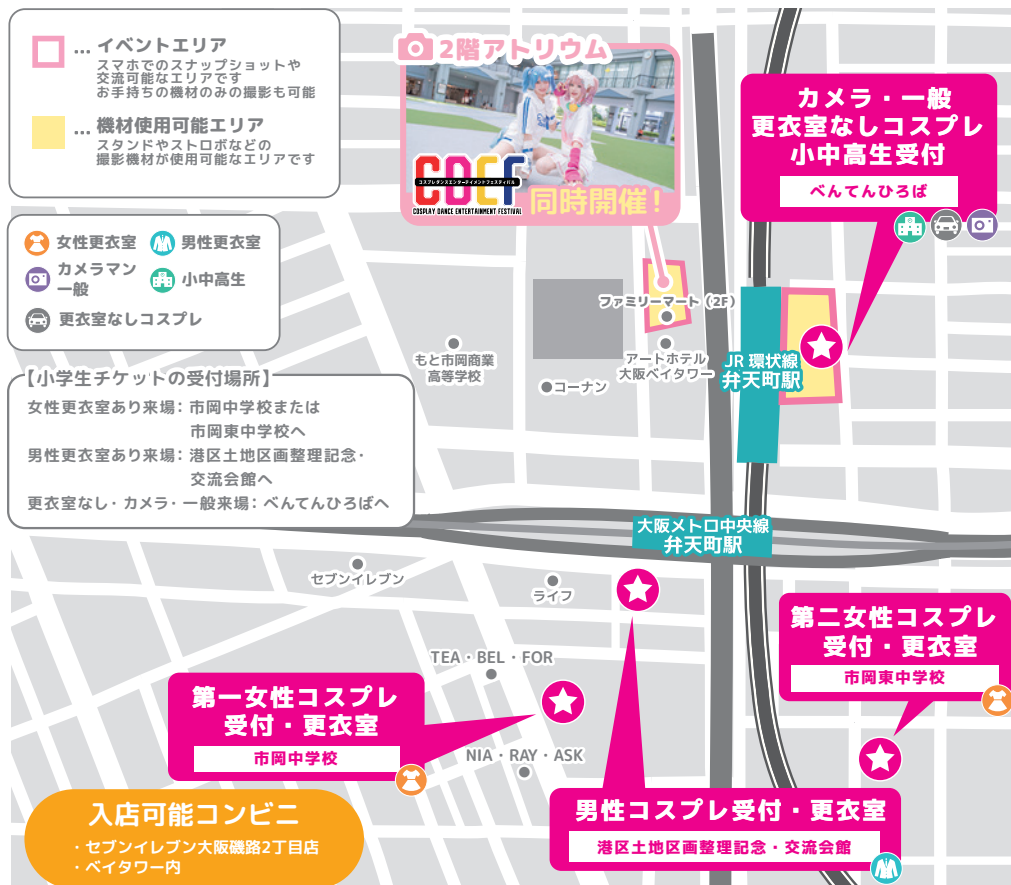 … イベントエリア
スマホでのスナップショットや
交流可能なエリアです
お手持ちの機材のみの撮影も可能
… 機材使用可能エリア
スタンドやストロボなどの
撮影機材が使用可能なエリアです
女性更衣室
男性更衣室
カメラマン
一般
小中高生
更衣室なしコスプレ
【小学生チケットの受付場所】
女性更衣室あり来場：市岡中学校または
市岡東中学校へ
男性更衣室あり来場：港区土地区画整理記念・
交流会館へ
更衣室なし・カメラ・一般来場：べんてんひろばへ
2階アトリウム
CDEF
コスプレダンスエンターテイメントフェスティバル
COSPLAY DANCE ENTERTAINMENT FESTIVAL
同時開催！
カメラ・一般
更衣室なしコスプレ
小中高生受付
べんてんひろば
ファミリーマート（2F）
もと市岡商業
高等学校
コーナン
アートホテル
大阪ベイタワー
JR 環状線
弁天町駅
大阪メトロ中央線
弁天町駅
セブンイレブン
ライフ
TEA・BEL・FOR
NIA・RAY・ASK
第一女性コスプレ
受付・更衣室
市岡中学校
第二女性コスプレ
受付・更衣室
市岡東中学校
男性コスプレ受付・更衣室
港区土地区画整理記念・交流会館
入店可能コンビニ
・セブンイレブン大阪磯路2丁目店
・ベイタワー内